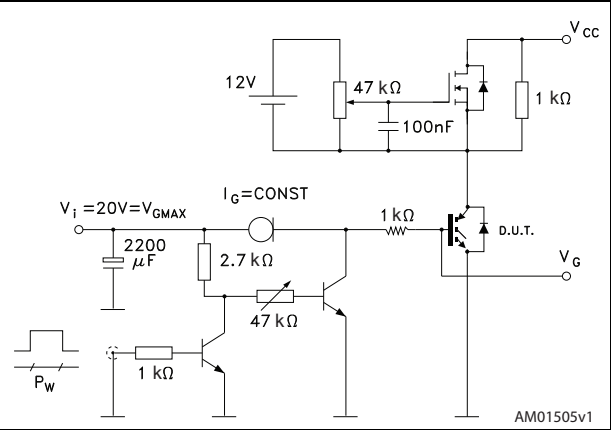 V CC
12V
47 kΩ
1 kΩ
100nF
I G =CONST
V i =20V=V GMAX
1 kΩ
D.U.T.
2200
μF
2.7 kΩ
V G
47 kΩ
1 kΩ
P W
AM01505v1